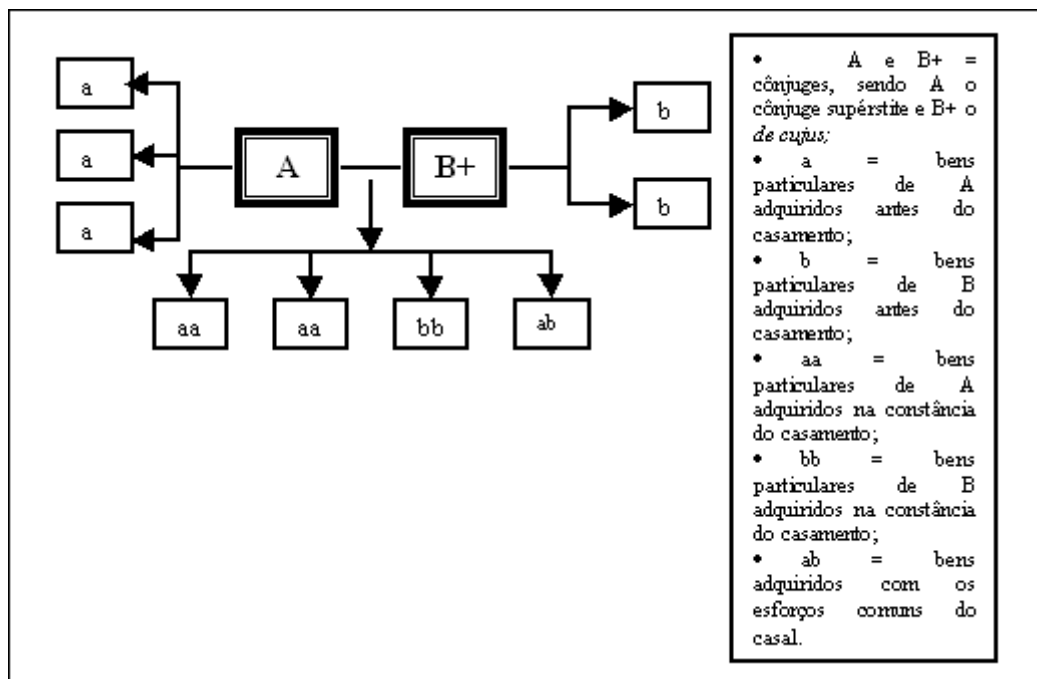 a
a
a
A
B+
b
b
aa
aa
bb
ab
• A e B+ =
cônjuges, sendo A o
cônjuge supérstite e B+ o
de cujus;
• a = bens
particulares de A
adquiridos antes do
casamento;
• b = bens
particulares de B
adquiridos antes do
casamento;
• aa = bens
particulares de A
adquiridos na constância
do casamento;
• bb = bens
particulares de B
adquiridos na constância
do casamento;
• ab = bens
adquiridos com os
esforços comuns do
casal.